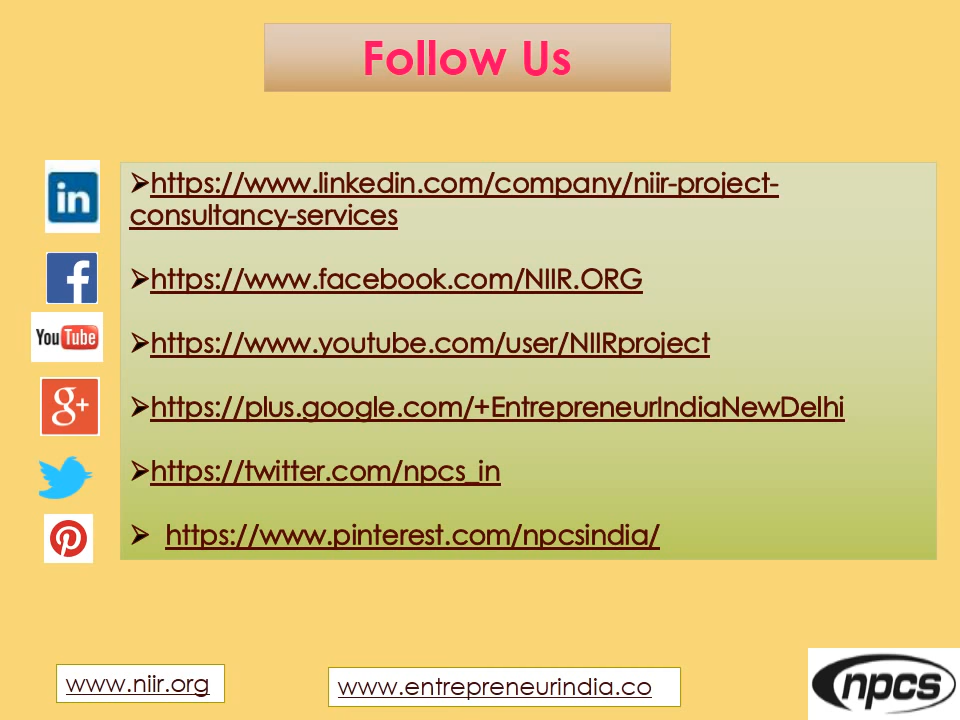 Follow Us
in
➢https://www.linkedin.com/company/niir-project-
consultancy-services
f
➢https://www.facebook.com/NIIR.ORG
You Tube
➢https://www.youtube.com/user/NIIRproject
g+
➢https://plus.google.com/+EntrepreneurIndiaNewDelhi
➢https://twitter.com/npcs_in
➢ https://www.pinterest.com/npcsindia/
www.niir.org
www.entrepreneurindia.co
npcs